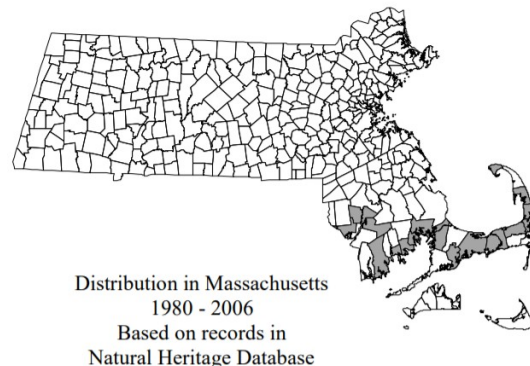 Distribution in Massachusetts
1980 - 2006
Based on records in
Natural Heritage Database